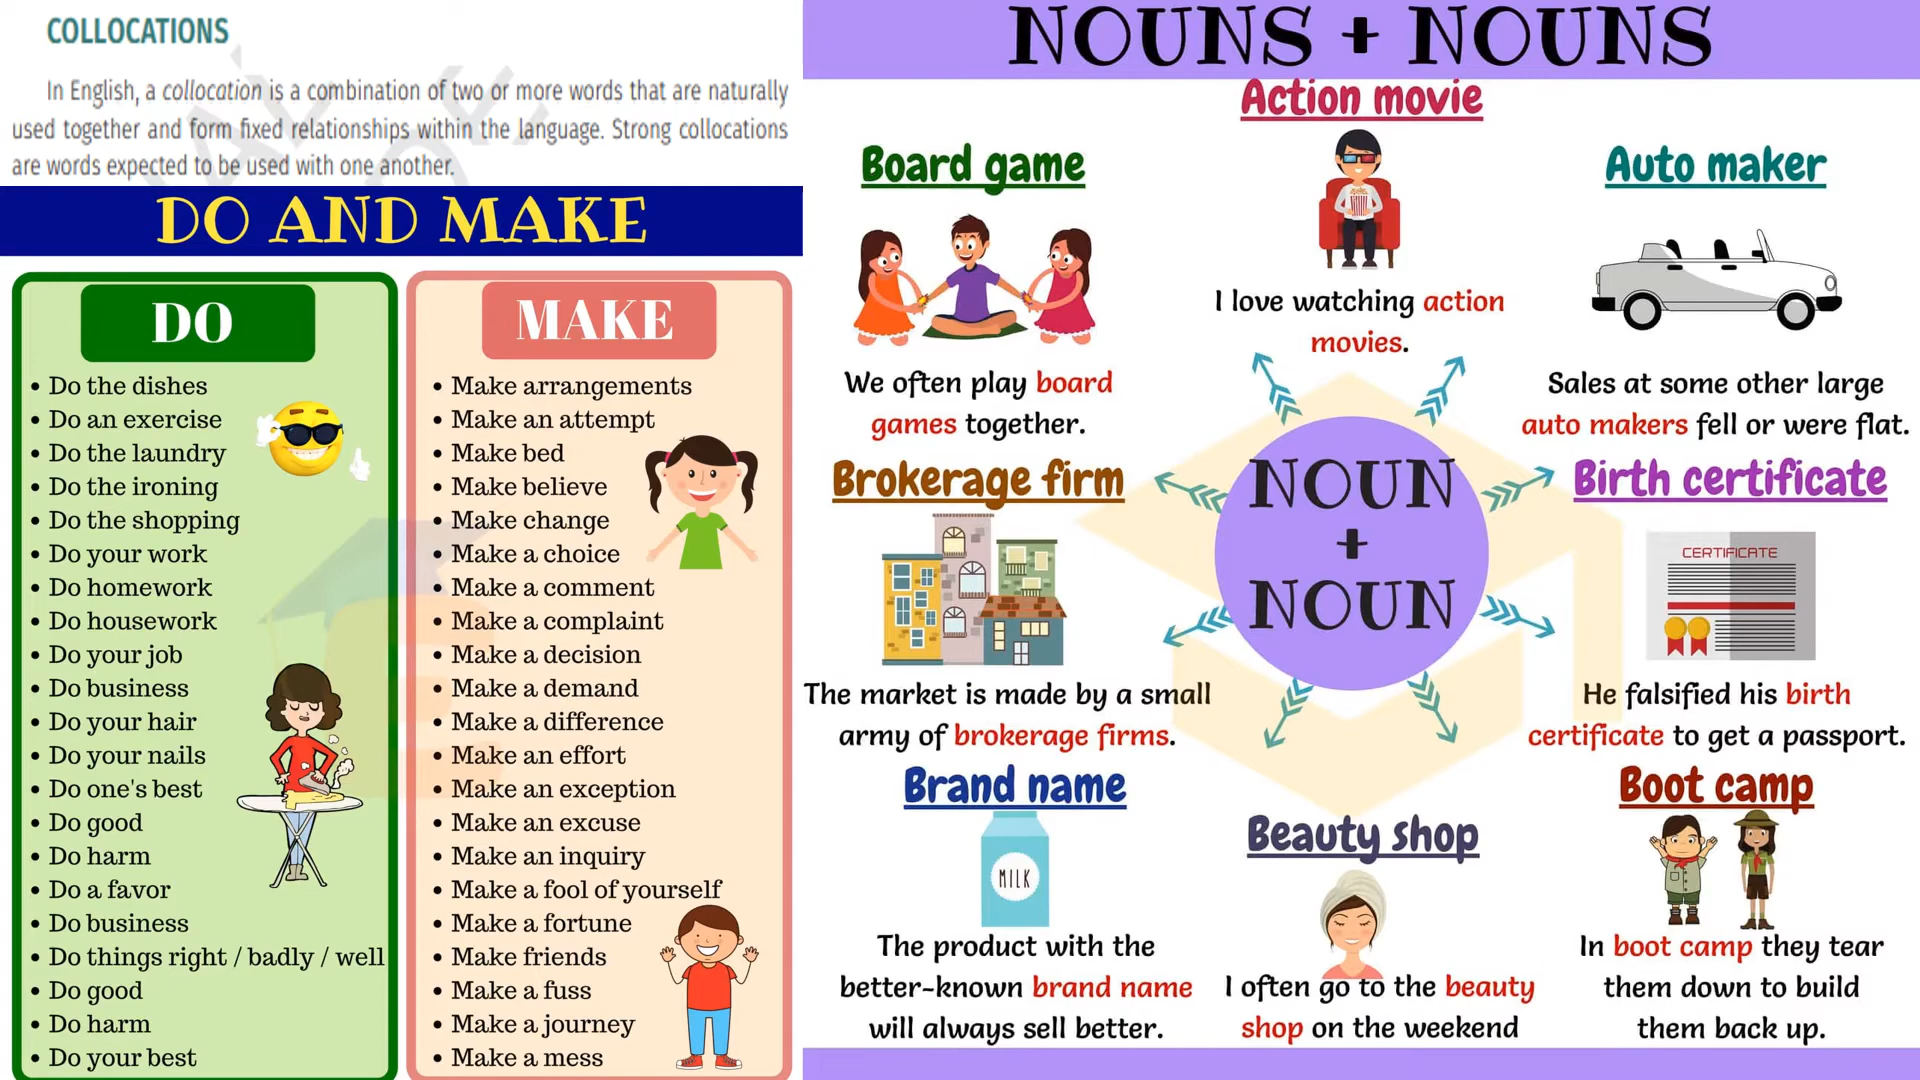 COLLOCATIONS
In English, a collocation is a combination of two or more words that are naturally
used together and form fixed relationships within the language. Strong collocations
are words expected to be used with one another.
DO AND MAKE
DO
• Do the dishes
• Do an exercise
• Do the laundry
• Do the ironing
• Do the shopping
• Do your work
• Do homework
• Do housework
• Do your job
• Do business
• Do your hair
• Do your nails
• Do one's best
• Do good
• Do harm
• Do a favor
• Do business
• Do things right / badly / well
• Do good
• Do harm
• Do your best
MAKE
• Make arrangements
• Make an attempt
• Make bed
• Make believe
• Make change
• Make a choice
• Make a comment
• Make a complaint
• Make a decision
• Make a demand
• Make a difference
• Make an effort
• Make an exception
• Make an excuse
• Make an inquiry
• Make a fool of yourself
• Make a fortune
• Make friends
• Make a fuss
• Make a journey
• Make a mess
NOUNS + NOUNS
Action movie
I love watching action
movies.
Board game
We often play board
games together.
Auto maker
Sales at some other large
auto makers fell or were flat.
Brokerage firm
The market is made by a small
army of brokerage firms.
NOUN
+
NOUN
Birth certificate
CERTIFICATE
He falsified his birth
certificate to get a passport.
Brand name
MILK
The product with the
better-known brand name
will always sell better.
Beauty shop
I often go to the beauty
shop on the weekend
Boot camp
In boot camp they tear
them down to build
them back up.